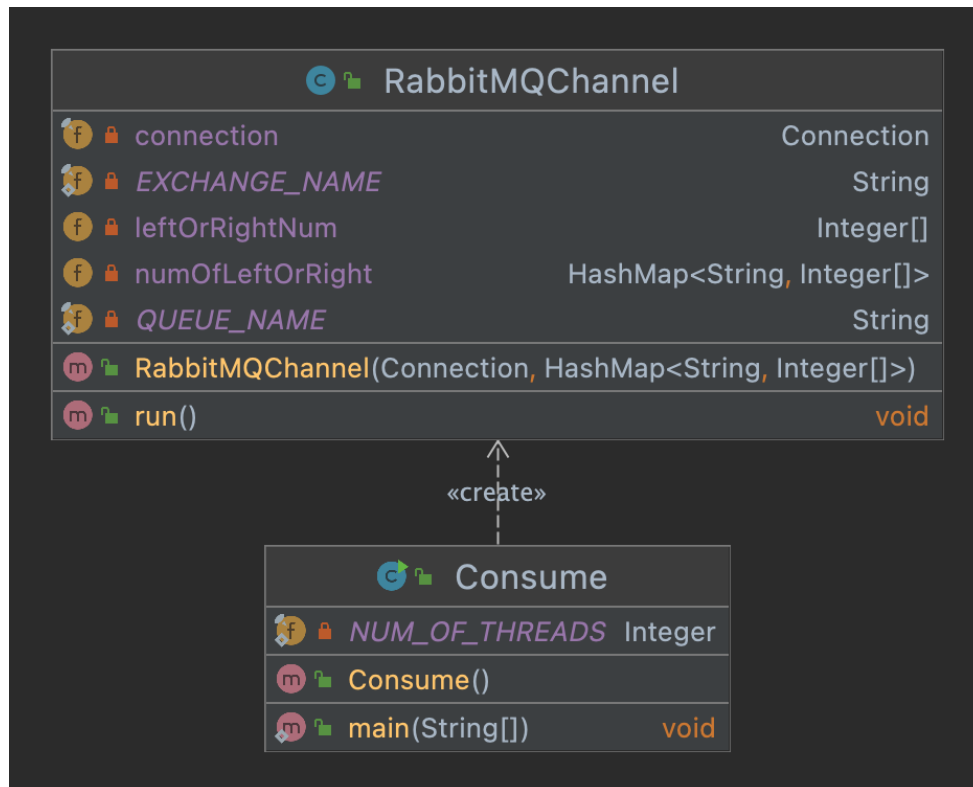 RabbitMQChannel
connection Connection
EXCHANGE_NAME String
leftOrRightNum Integer[]
numOfLeftOrRight HashMap<String, Integer[]>
QUEUE_NAME String
RabbitMQChannel(Connection, HashMap<String, Integer[]>)
run() void
«create»
Consume
NUM_OF_THREADS Integer
Consume()
main(String[]) void